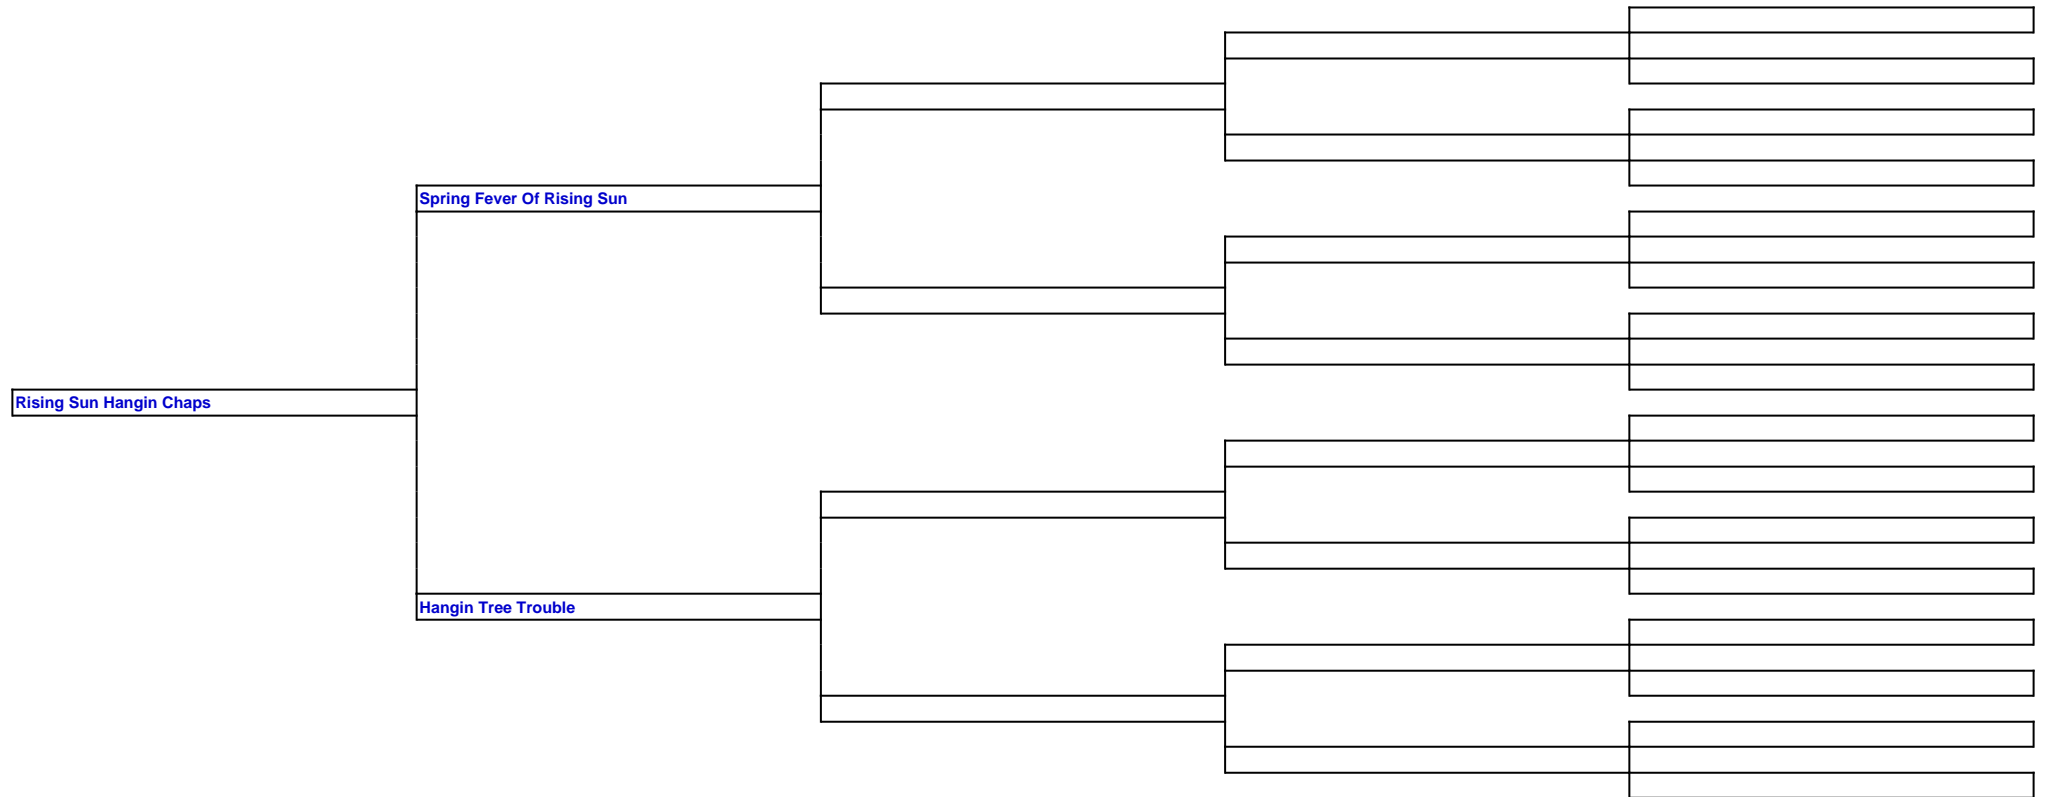 Spring Fever Of Rising Sun
Rising Sun Hangin Chaps
Hangin Tree Trouble